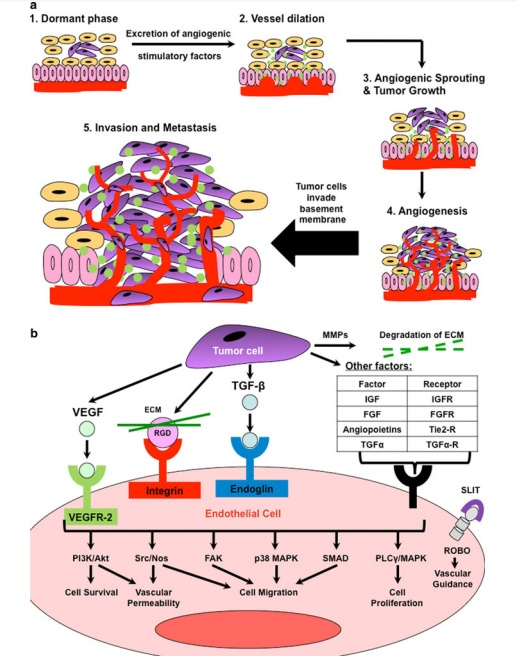 a
1. Dormant phase
Excretion of angiogenic
stimulatory factors
2. Vessel dilation
3. Angiogenic Sprouting
& Tumor Growth
5. Invasion and Metastasis
Tumor cells
invade
basement
membrane
4. Angiogenesis
b
Tumor cell
MMPs
Degradation of ECM
Other factors:
Factor Receptor
IGF IGFR
FGF FGFR
Angiopoietins Tie2-R
TGFα TGFα-R
VEGF
ECM
RGD
TGF-β
Integrin
Endoglin
VEGFR-2
Endothelial Cell
SLIT
ROBO
Vascular
Guidance
PI3K/Akt Src/Nos FAK p38 MAPK SMAD PLCγ/MAPK
Cell Survival
Vascular
Permeability
Cell Migration
Cell
Proliferation